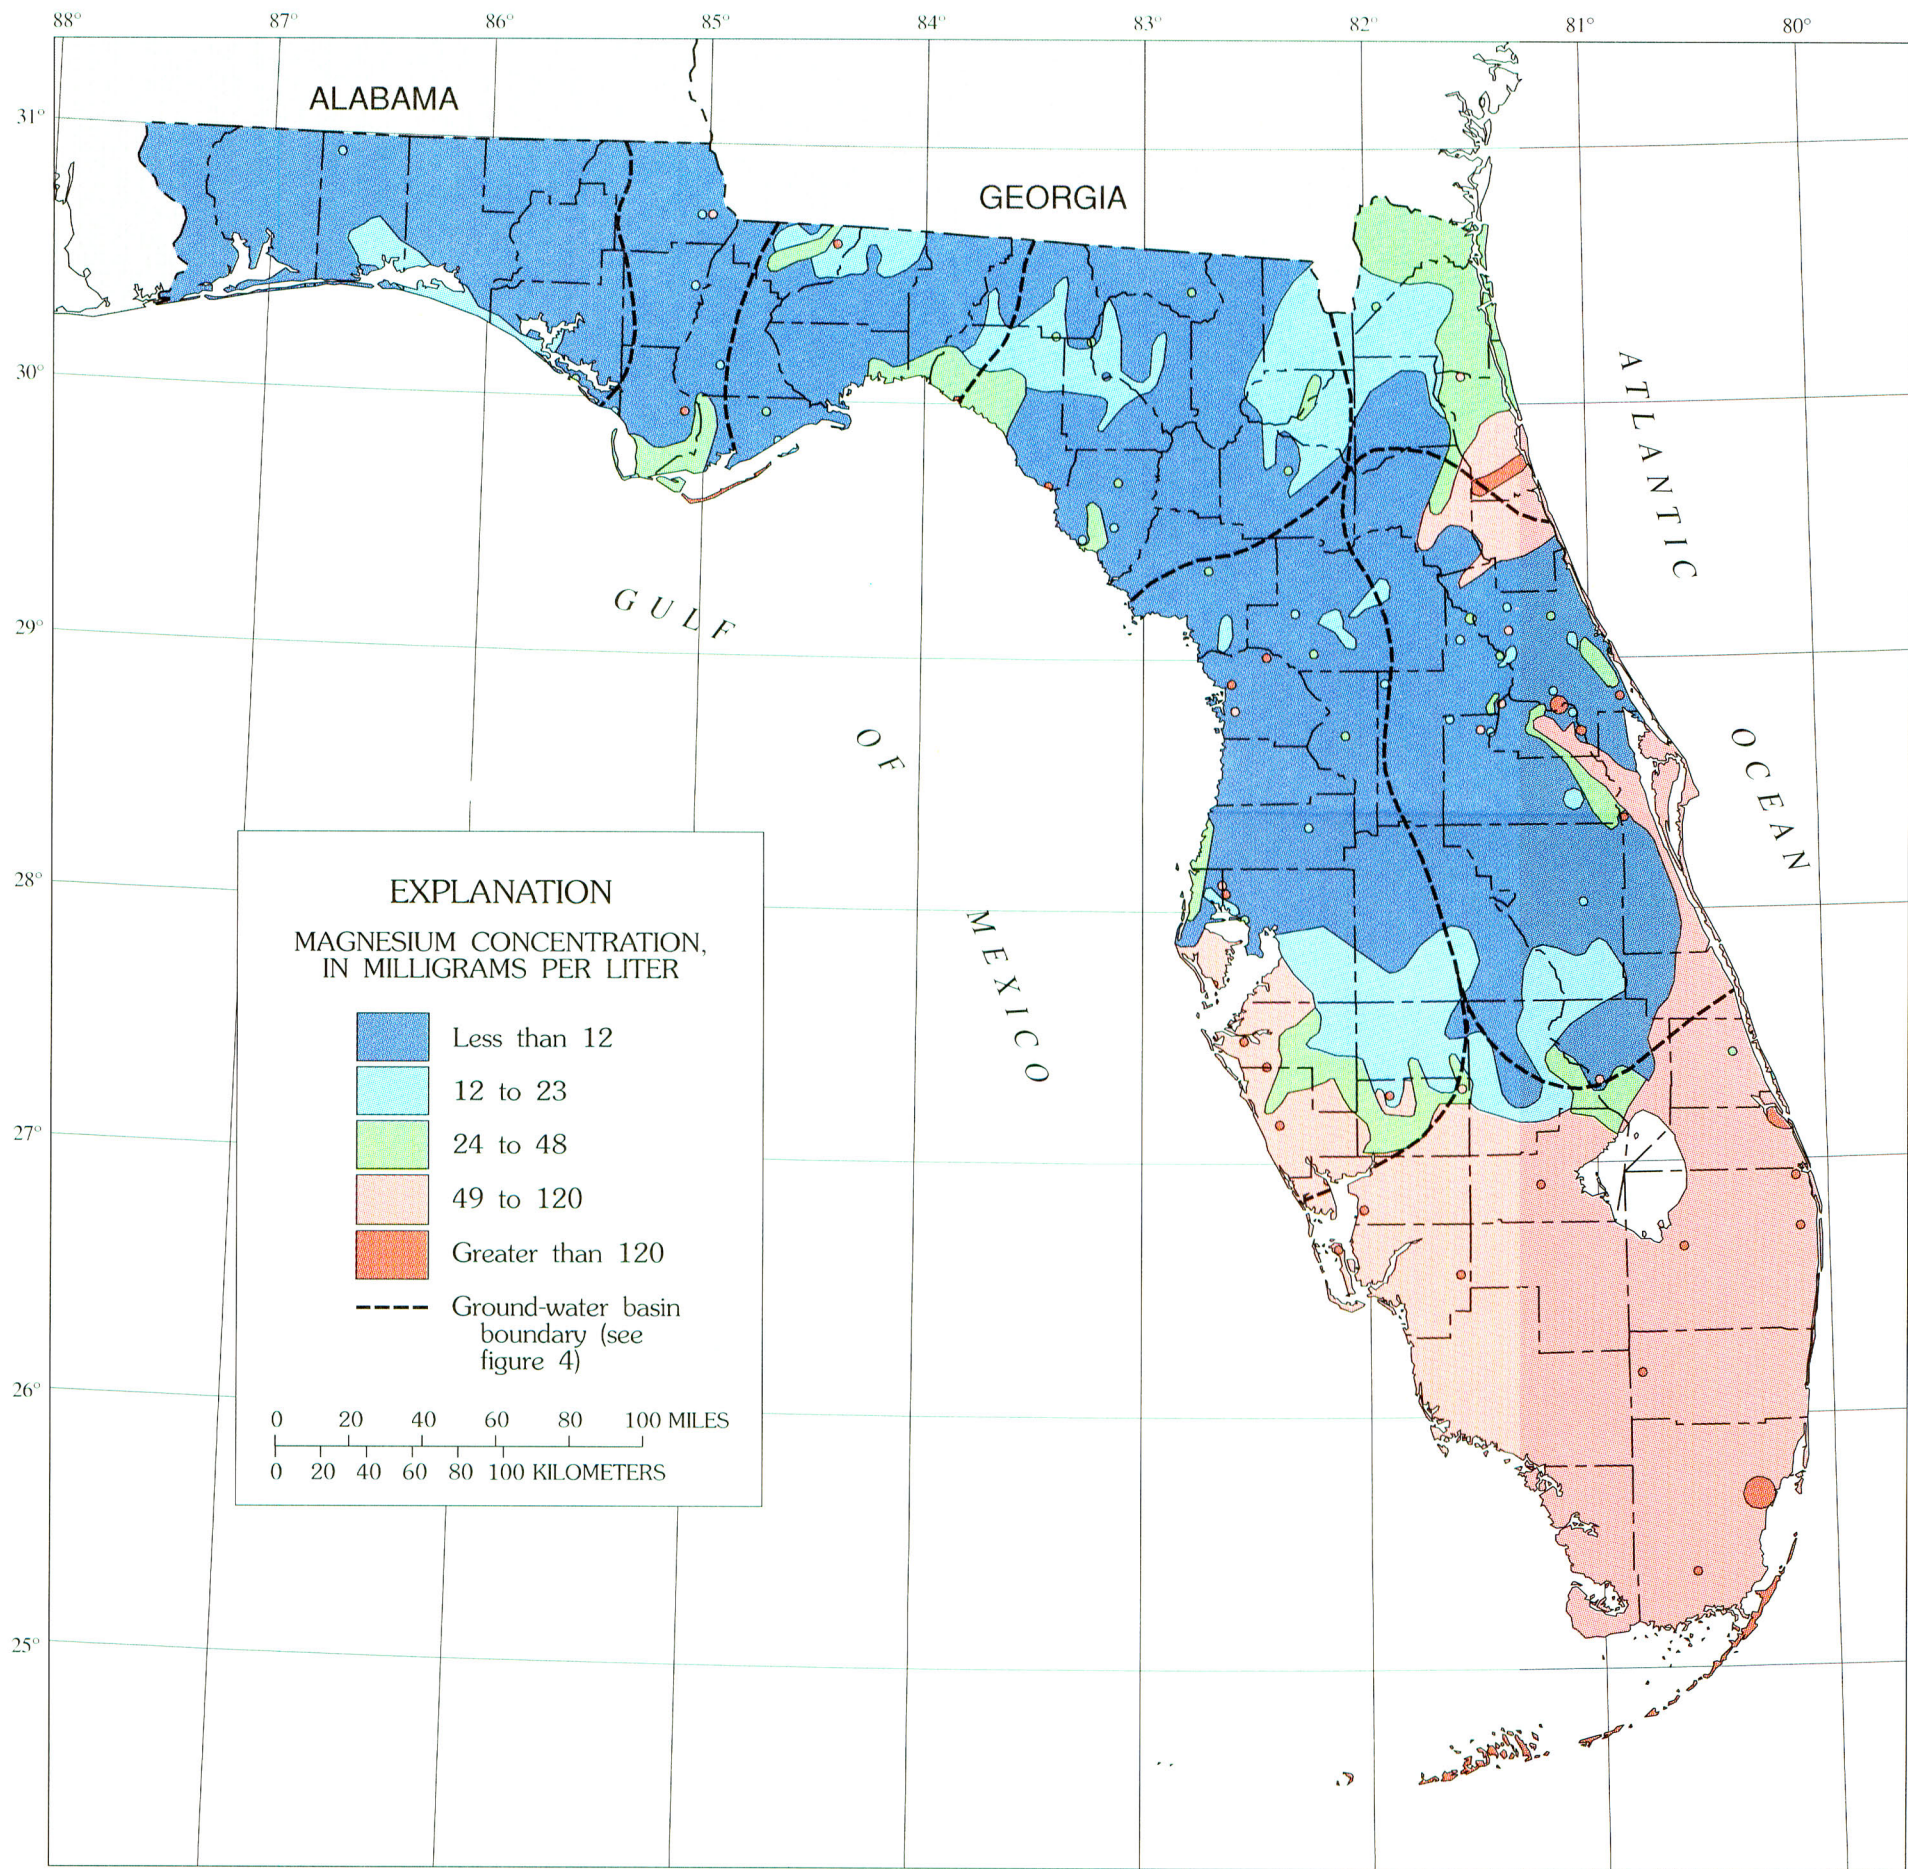 88° 87° 86° 85° 84° 83° 82° 81° 80°
31°
30°
29°
28°
27°
26°
25°
ALABAMA
GEORGIA
GULF
OF
MEXICO
ATLANTIC
OCEAN
EXPLANATION
MAGNESIUM CONCENTRATION,
IN MILLIGRAMS PER LITER
Less than 12
12 to 23
24 to 48
49 to 120
Greater than 120
Ground-water basin
boundary (see
figure 4)
0 20 40 60 80 100 MILES
0 20 40 60 80 100 KILOMETERS